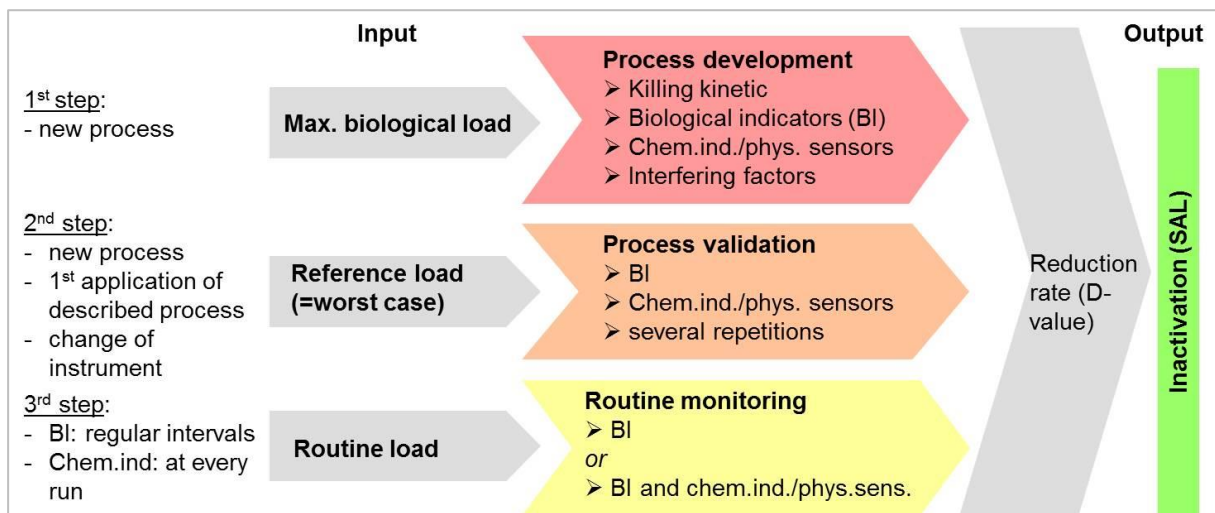 Input
Output
1st step:
- new process
Max. biological load
Process development
➢ Killing kinetic
➢ Biological indicators (BI)
➢ Chem.ind./phys. sensors
➢ Interfering factors
2nd step:
- new process
- 1st application of
described process
- change of
instrument
Reference load
(=worst case)
Process validation
➢ BI
➢ Chem.ind./phys. sensors
➢ several repetitions
3rd step:
- BI: regular intervals
- Chem.ind: at every
run
Routine load
Routine monitoring
➢ BI
or
➢ BI and chem.ind./phys.sens.
Reduction
rate (D-
value)
Inactivation (SAL)